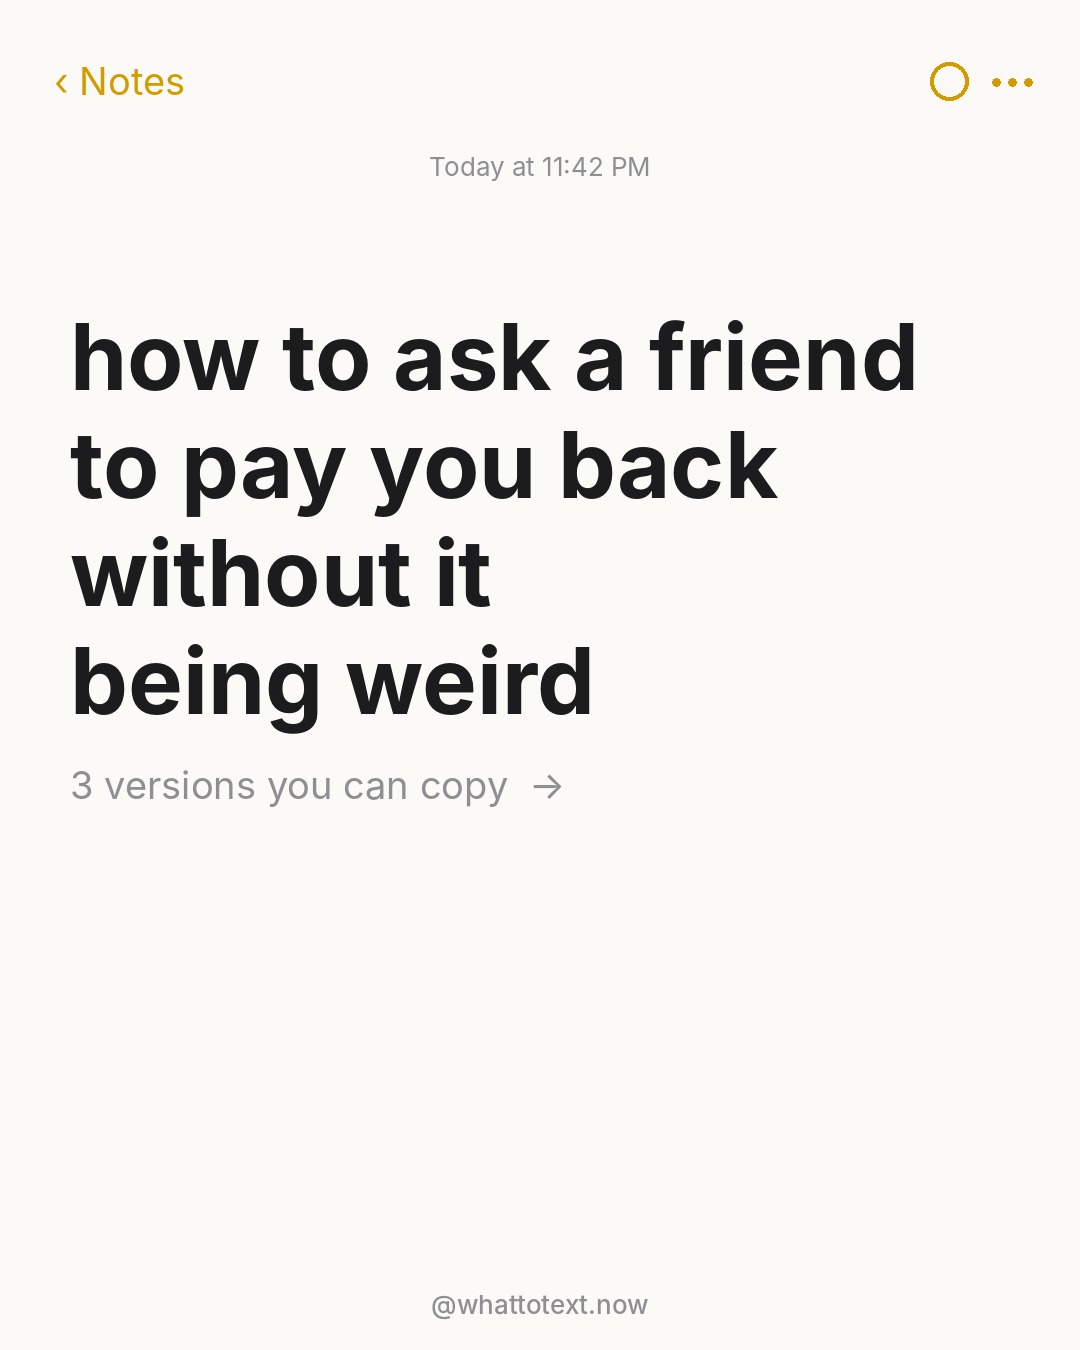 ‹ Notes
Today at 11:42 PM
how to ask a friend
to pay you back
without it
being weird
3 versions you can copy →
@whattotext.now